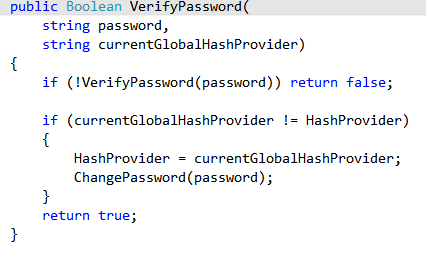 public Boolean VerifyPassword(
    string password,
    string currentGlobalHashProvider)
{
    if (!VerifyPassword(password)) return false;

    if (currentGlobalHashProvider != HashProvider)
    {
        HashProvider = currentGlobalHashProvider;
        ChangePassword(password);
    }
    return true;
}